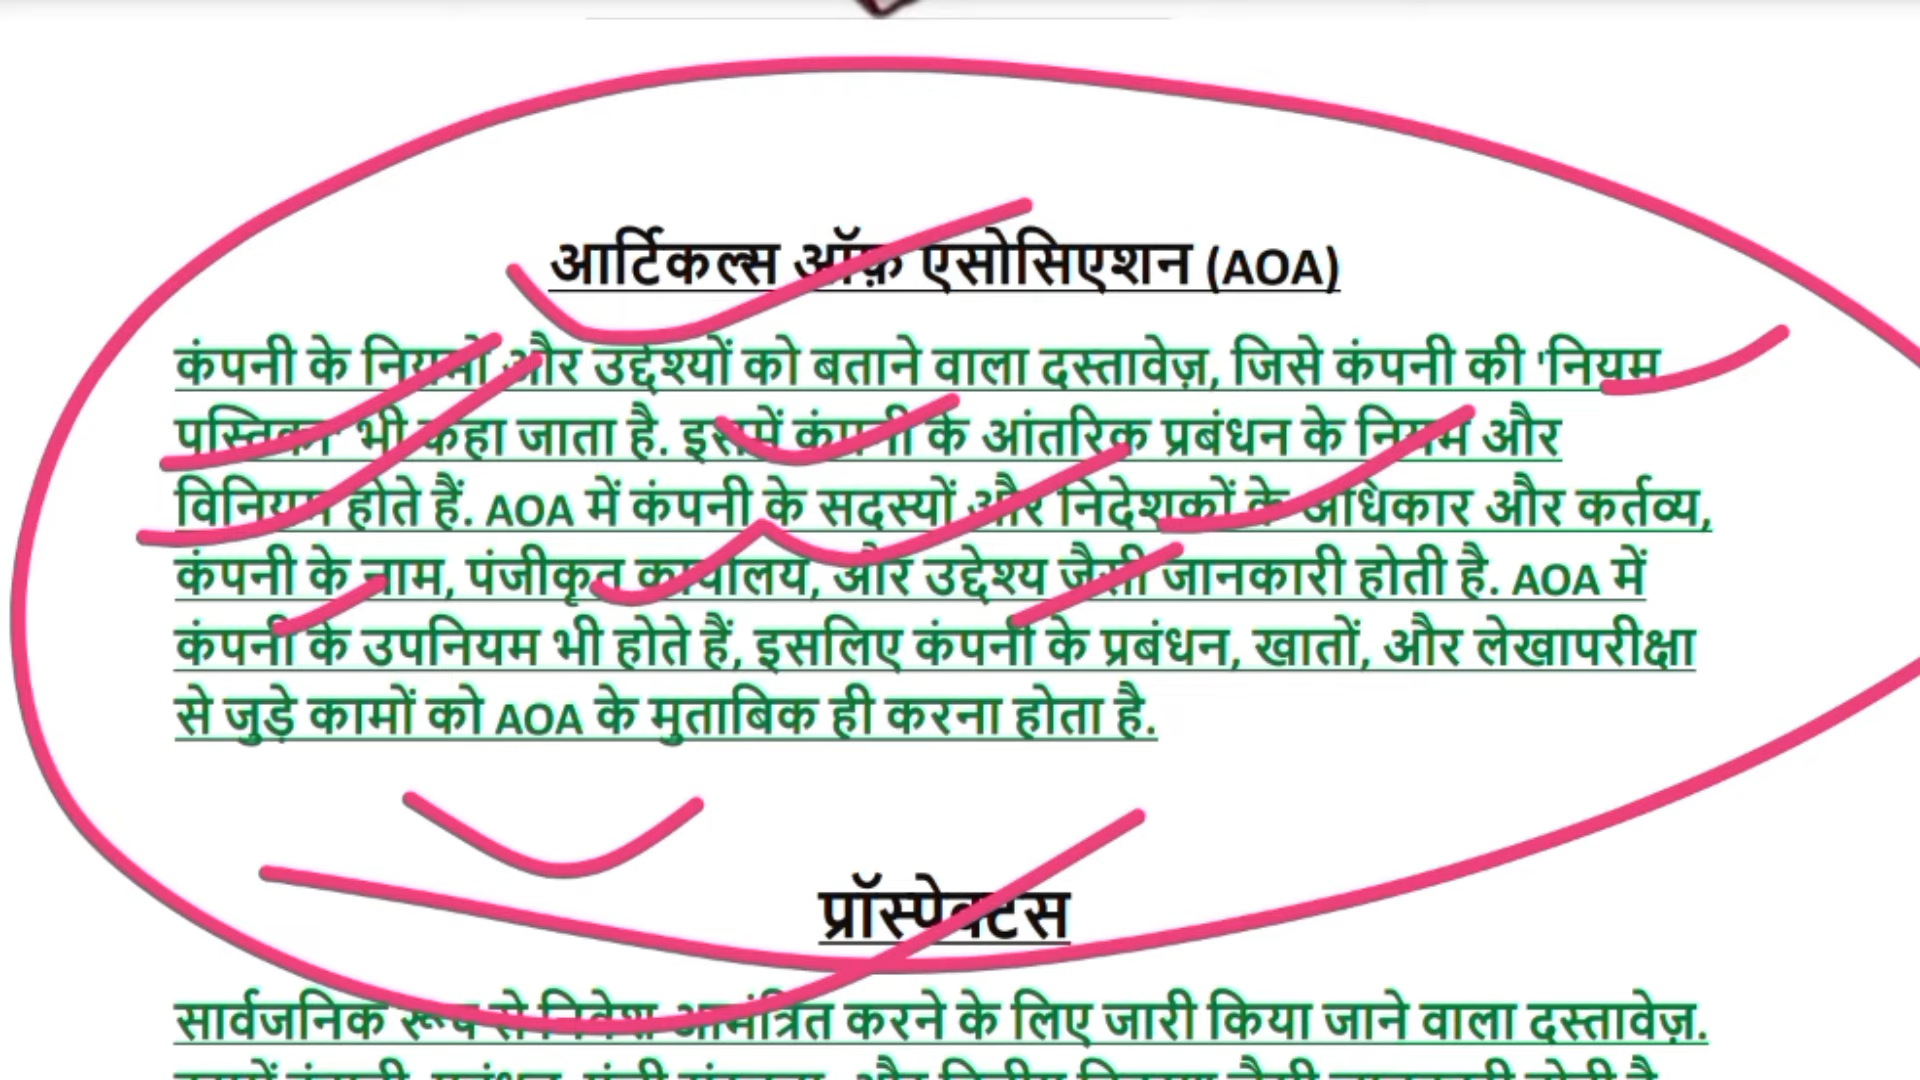 आर्टिकल्स ऑफ़ एसोसिएशन (AOA)
कंपनी के नियमों और उद्देश्यों को बताने वाला दस्तावेज़, जिसे कंपनी की 'नियम
पुस्तिका' भी कहा जाता है. इसमें कंपनी के आंतरिक प्रबंधन के नियम और
विनियम होते हैं. AOA में कंपनी के सदस्यों और निदेशकों के अधिकार और कर्तव्य,
कंपनी के नाम, पंजीकृत कार्यालय, और उद्देश्य जैसी जानकारी होती है. AOA में
कंपनी के उपनियम भी होते हैं, इसलिए कंपनी के प्रबंधन, खातों, और लेखापरीक्षा
से जुड़े कामों को AOA के मुताबिक ही करना होता है.
प्रॉस्पेक्टस
सार्वजनिक रूप से निवेश आमंत्रित करने के लिए जारी किया जाने वाला दस्तावेज़.